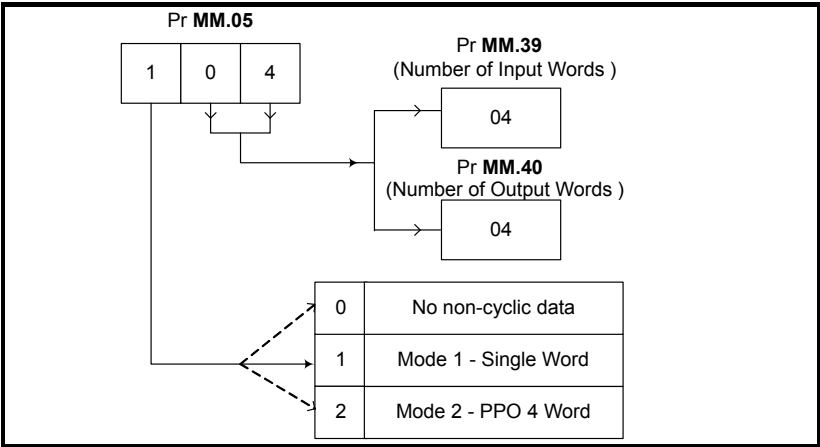 Pr MM.05
1 0 4
Pr MM.39
(Number of Input Words )
04
Pr MM.40
(Number of Output Words )
04
0 No non-cyclic data
1 Mode 1 - Single Word
2 Mode 2 - PPO 4 Word